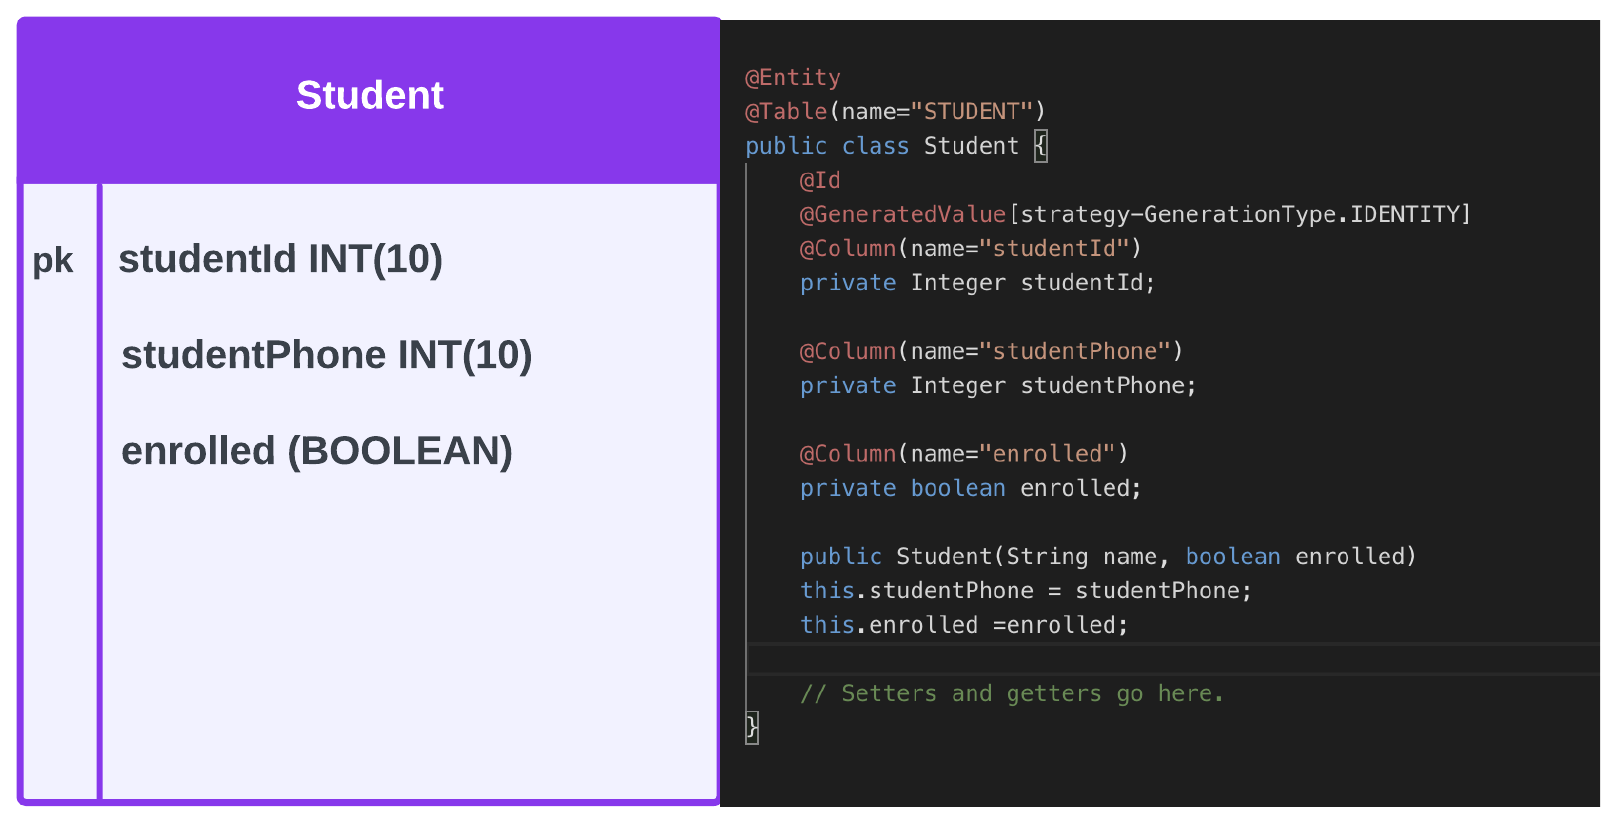 Student
pk
studentId INT(10)
studentPhone INT(10)
enrolled (BOOLEAN)
@Entity
@Table(name="STUDENT")
public class Student {
@Id
@GeneratedValue[strategy-GenerationType.IDENTITY]
@Column(name="studentId")
private Integer studentId;
@Column(name="studentPhone")
private Integer studentPhone;
@Column(name="enrolled")
private boolean enrolled;
public Student(String name, boolean enrolled)
this.studentPhone = studentPhone;
this.enrolled =enrolled;
// Setters and getters go here.
}